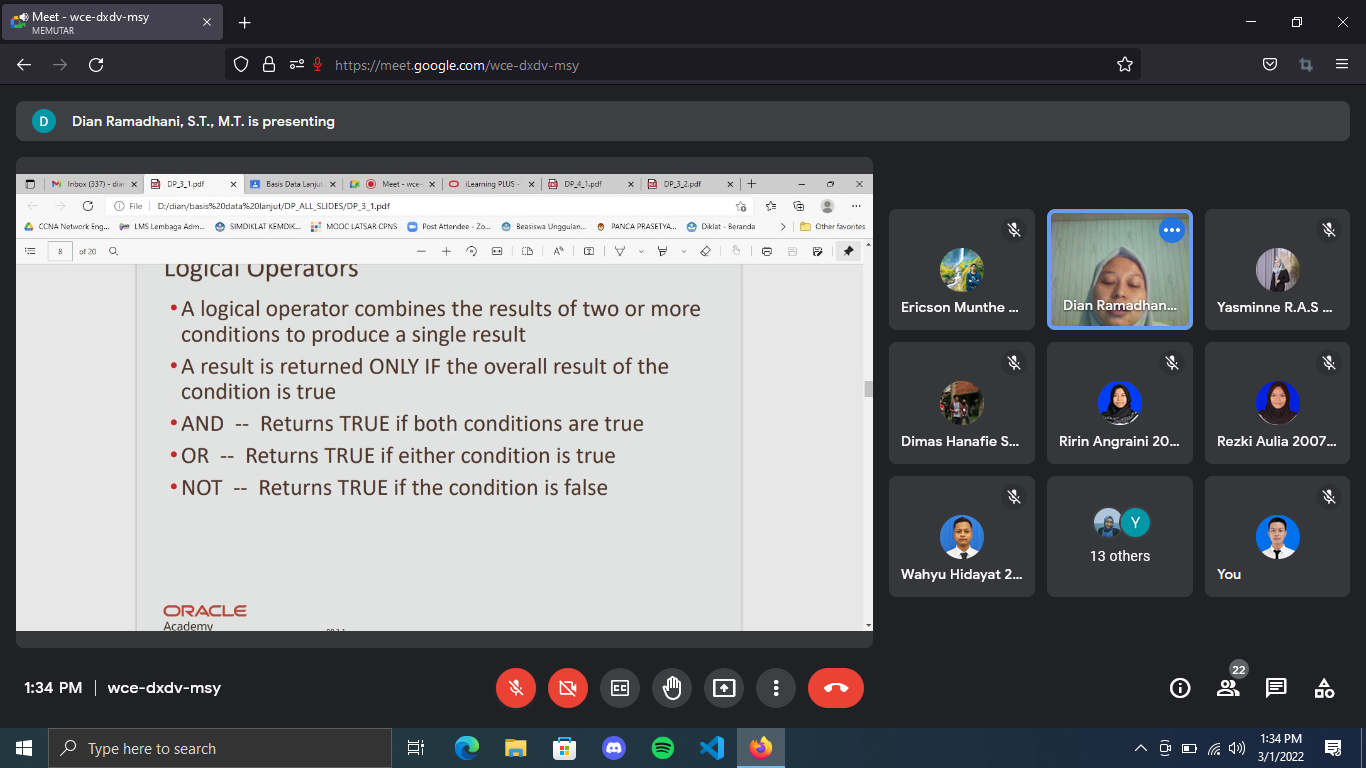 Meet - wce-dxdv-msy
MEMUTAR
https://meet.google.com/wce-dxdv-msy
D
Dian Ramadhani, S.T., M.T. is presenting
Inbox (337) - dian
DP_3_1.pdf
Basis Data Lanjut
Meet - wce-
iLearning PLUS -
DP_4_1.pdf
DP_3_2.pdf
File
D:/dian/basis%20data%20lanjut/DP_ALL_SLIDES/DP_3_1.pdf
CCNA Network Eng...
LMS Lembaga Adm...
SIMDIKLAT KEMDIK...
MOOC LATSAR CPNS
Post Attendee - Zo...
Beasiswa Unggulan...
PANCA PRASETYA...
Diklat - Beranda
Other favorites
8 of 20
Logical Operators
•A logical operator combines the results of two or more
conditions to produce a single result
•A result is returned ONLY IF the overall result of the
condition is true
•AND -- Returns TRUE if both conditions are true
•OR -- Returns TRUE if either condition is true
•NOT -- Returns TRUE if the condition is false
ORACLE
Academy
Ericson Munthe ...
Dian Ramadhan...
Yasminne R.A.S ...
Dimas Hanafie S...
Ririn Angraini 20...
Rezki Aulia 2007...
Wahyu Hidayat 2...
Y
13 others
You
1:34 PM | wce-dxdv-msy
CC
22
Type here to search
1:34 PM
3/1/2022